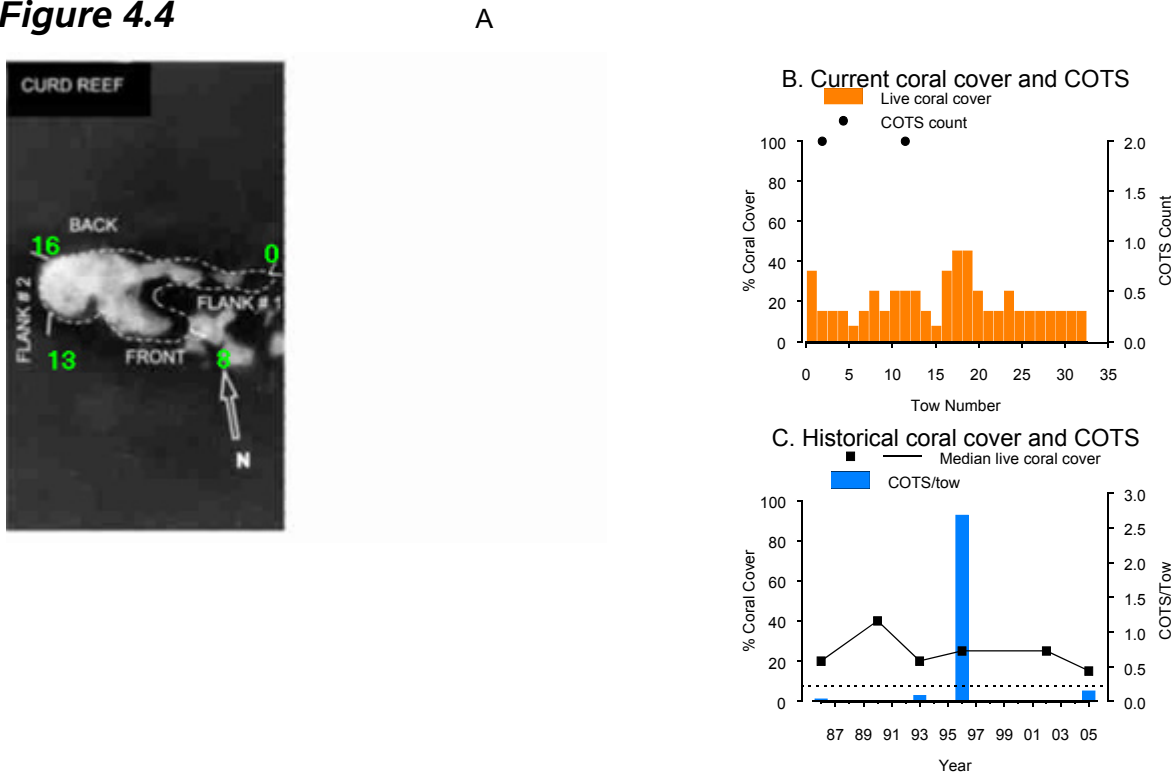 Figure 4.4
A
CURD REEF
BACK
16
0
FLANK # 2
FLANK # 1
13
FRONT
8
N
B. Current coral cover and COTS
Live coral cover
COTS count
100
80
60
40
20
0
% Coral Cover
2.0
1.5
1.0
0.5
0.0
COTS Count
0 5 10 15 20 25 30 35
Tow Number
C. Historical coral cover and COTS
Median live coral cover
COTS/tow
100
80
60
40
20
0
% Coral Cover
3.0
2.5
2.0
1.5
1.0
0.5
0.0
COTS/Tow
87 89 91 93 95 97 99 01 03 05
Year